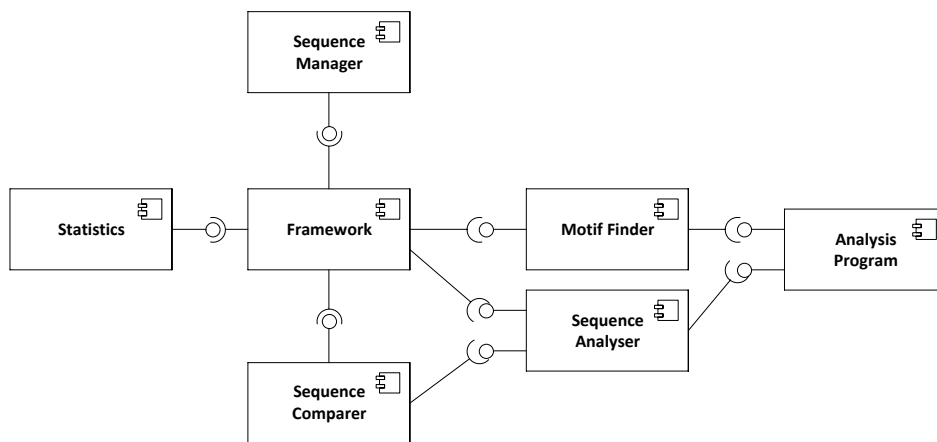 Sequence
Manager
Statistics
Framework
Motif Finder
Analysis
Program
Sequence
Analyser
Sequence
Comparer